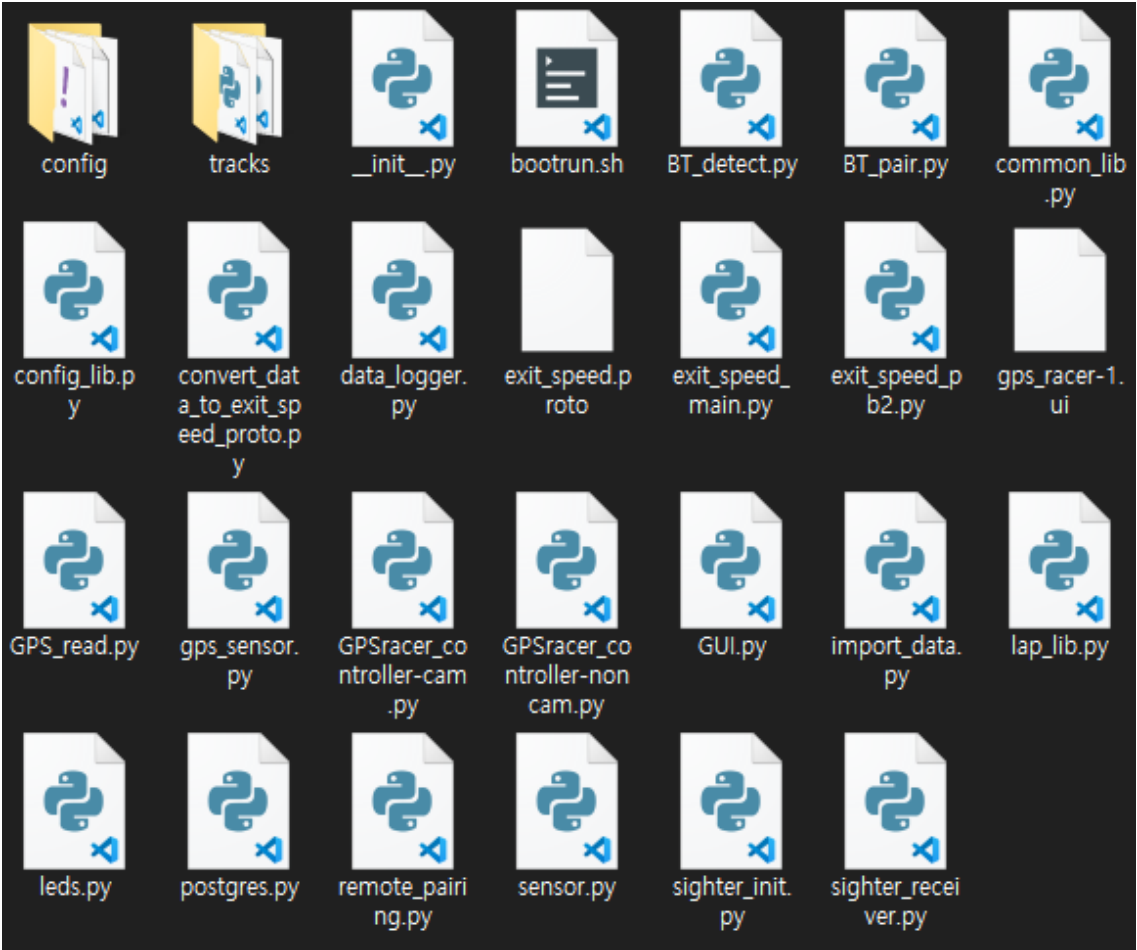 config
tracks
__init__.py
bootrun.sh
BT_detect.py
BT_pair.py
common_lib
.py
config_lib.p
y
convert_dat
a_to_exit_sp
eed_proto.p
y
data_logger.
py
exit_speed.p
roto
exit_speed_
main.py
exit_speed_p
b2.py
gps_racer-1.
ui
GPS_read.py
gps_sensor.
py
GPSracer_co
ntroller-cam
.py
GPSracer_co
ntroller-non
cam.py
GUI.py
import_data.
py
lap_lib.py
leds.py
postgres.py
remote_pairi
ng.py
sensor.py
sighter_init.
py
sighter_recei
ver.py